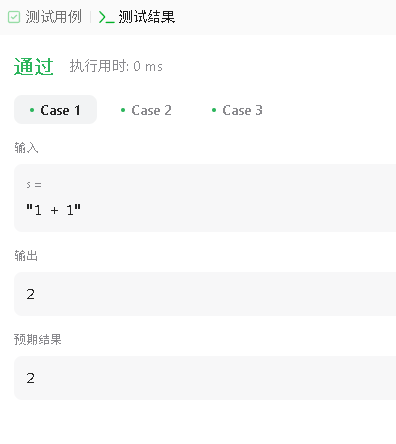 测试用例 测试结果
通过 执行用时: 0 ms
Case 1 Case 2 Case 3
输入
s =
"1 + 1"
输出
2
预期结果
2